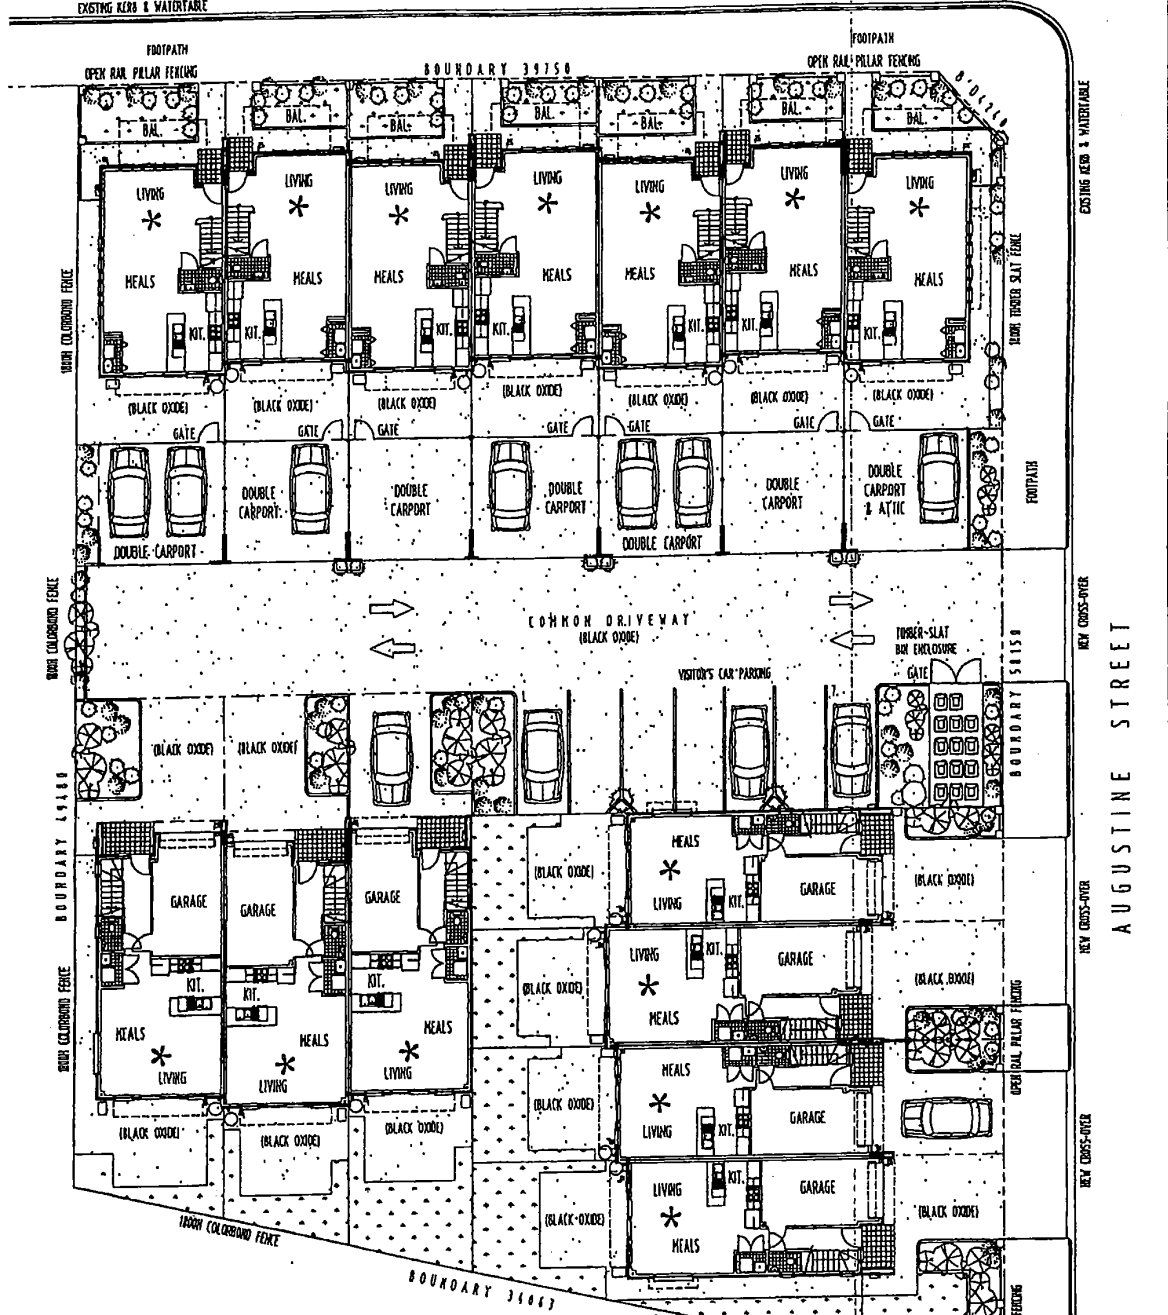 EXISTING KERB & WATERTABLE
FOOTPATH
FOOTPATH
OPEN RAIL PILLAR FENCING
BOUNDARY 39750
OPEN RAIL PILLAR FENCING
BAL.
BAL.
BAL.
BAL.
BAL.
BAL.
BAL.
EXISTING KERB & WATERTABLE
LIVING
LIVING
LIVING
LIVING
LIVING
LIVING
LIVING
1800H COLORBOND FENCE
MEALS
MEALS
MEALS
MEALS
MEALS
MEALS
MEALS
1200H TIMBER SLAT FENCE
KIT.
KIT.
KIT.
KIT.
KIT.
KIT.
KIT.
(BLACK OXIDE)
(BLACK OXIDE)
(BLACK OXIDE)
(BLACK OXIDE)
(BLACK OXIDE)
(BLACK OXIDE)
(BLACK OXIDE)
GATE
GATE
GATE
GATE
GATE
GATE
GATE
DOUBLE CARPORT
DOUBLE
CARPORT
DOUBLE
CARPORT
DOUBLE
CARPORT
DOUBLE CARPORT
DOUBLE
CARPORT
DOUBLE
CARPORT
& ATTIC
FOOTPATH
1800H COLORBOND FENCE
COMMON DRIVEWAY
(BLACK OXIDE)
TIMBER-SLAT
BIN ENCLOSURE
GATE
NEW CROSS-OVER
VISITOR'S CAR PARKING
BOUNDARY 50150
AUGUSTINE STREET
(BLACK OXIDE)
(BLACK OXIDE)
BOUNDARY 49180
GARAGE
GARAGE
GARAGE
KIT.
KIT.
KIT.
MEALS
MEALS
MEALS
LIVING
LIVING
LIVING
1800H COLORBOND FENCE
(BLACK OXIDE)
(BLACK OXIDE)
(BLACK OXIDE)
MEALS
(BLACK OXIDE)
LIVING
KIT.
GARAGE
(BLACK OXIDE)
NEW CROSS-OVER
LIVING
KIT.
GARAGE
(BLACK OXIDE)
MEALS
(BLACK OXIDE)
OPEN RAIL PILLAR FENCING
MEALS
(BLACK OXIDE)
LIVING
KIT.
GARAGE
NEW CROSS-OVER
LIVING
KIT.
GARAGE
(BLACK OXIDE)
MEALS
(BLACK OXIDE)
1800H COLORBOND FENCE
BOUNDARY 34063
FENCING